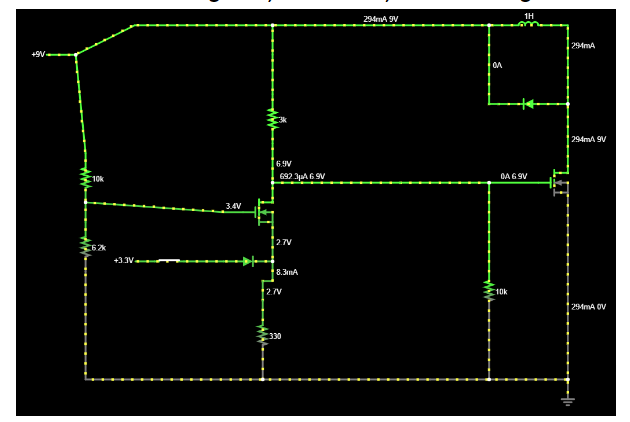 294mA 9V
1H
294mA
+9V
0A
3k
294mA 9V
6.9V
692.3µA 6.9V
0A 6.9V
10k
3.4V
2.7V
6.2k
+3.3V
8.3mA
2.7V
10k
294mA 0V
330